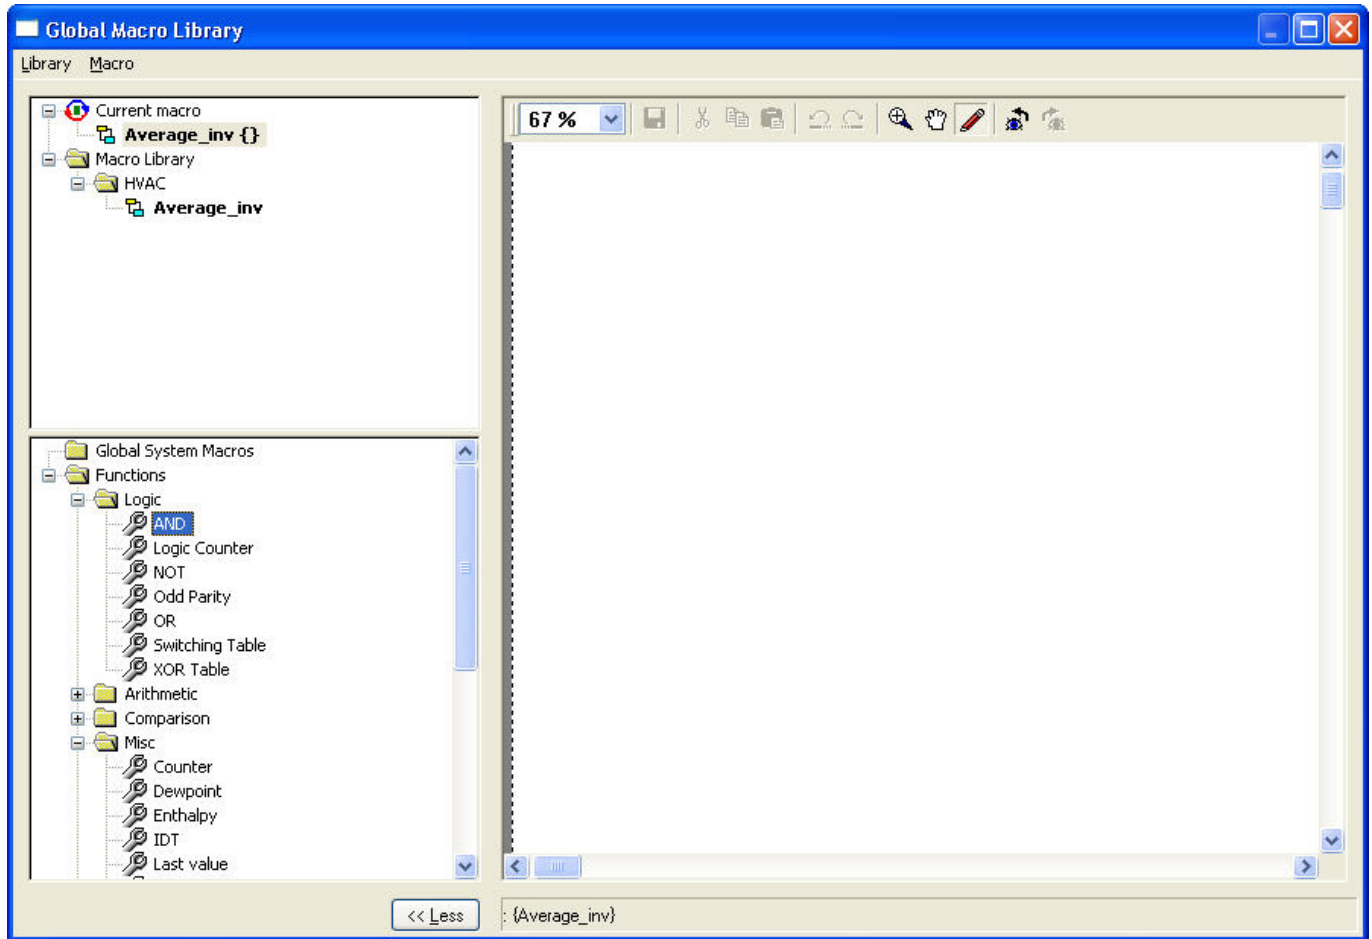 Global Macro Library
Library Macro
Current macro
Average_inv {}
Macro Library
HVAC
Average_inv
67 %
Global System Macros
Functions
Logic
AND
Logic Counter
NOT
Odd Parity
OR
Switching Table
XOR Table
Arithmetic
Comparison
Misc
Counter
Dewpoint
Enthalpy
IDT
Last value
<< Less
: {Average_inv}